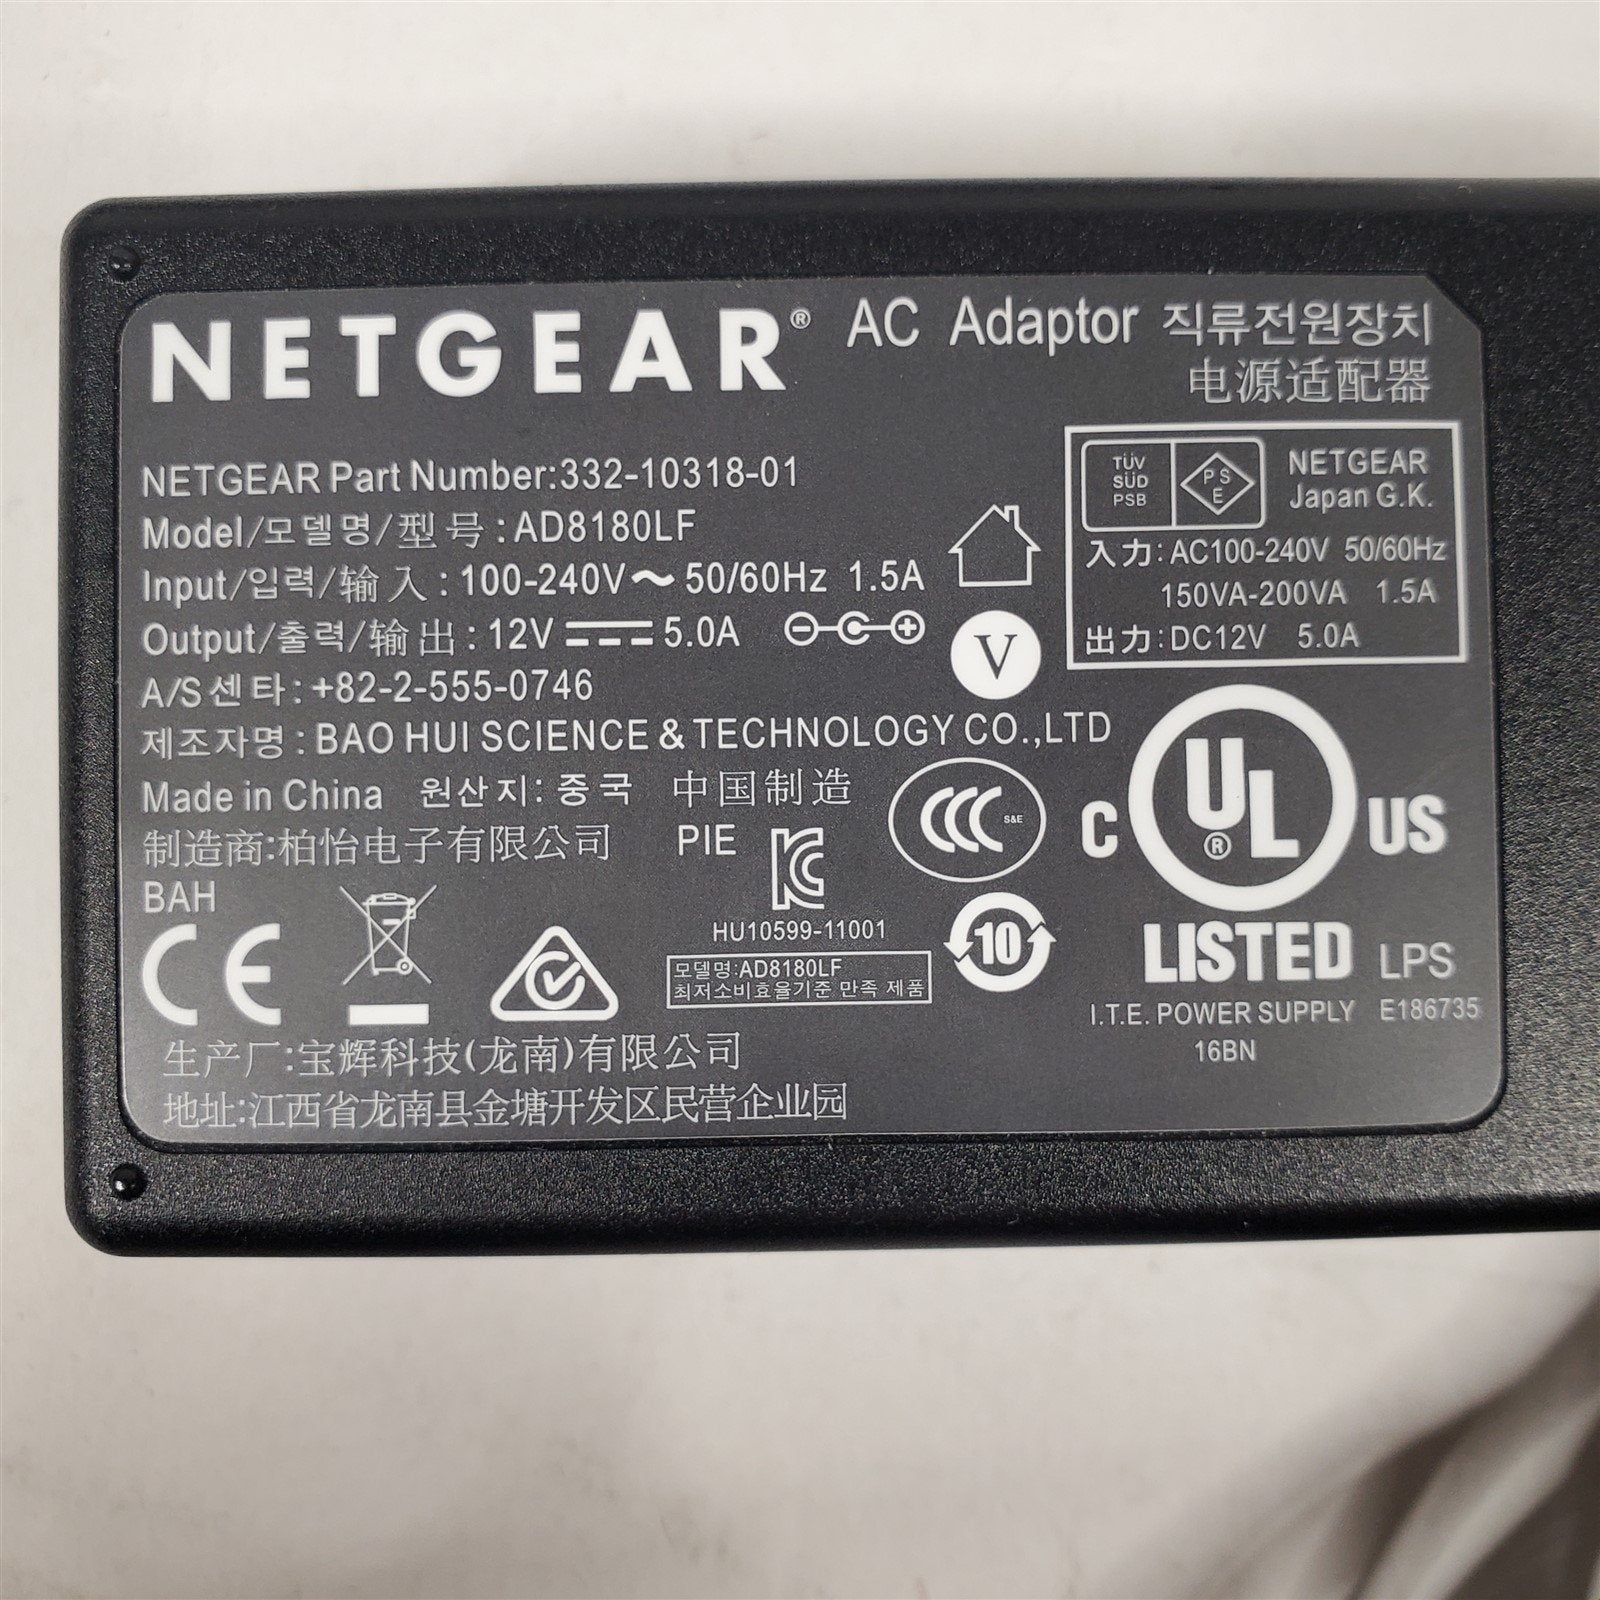 NETGEAR® AC Adaptor 직류전원장치
电源适配器
NETGEAR Part Number:332-10318-01
Model/모델명/型号:AD8180LF
Input/입력/输入:100-240V~50/60Hz 1.5A
Output/출력/输出:12V 5.0A
A/S센타:+82-2-555-0746
제조자명:BAO HUI SCIENCE & TECHNOLOGY CO.,LTD
Made in China 원산지:중국 中国制造
制造商:柏怡电子有限公司 PIE
BAH
TÜV
SÜD
PSB
PS
E
NETGEAR
Japan G.K.
入力:AC100-240V 50/60Hz
150VA-200VA 1.5A
出力:DC12V 5.0A
V
CCC S&E
C UL® US
LISTED LPS
I.T.E. POWER SUPPLY E186735
16BN
CE
KC
HU10599-11001
모델명:AD8180LF
최저소비효율기준 만족 제품
10
生产厂:宝辉科技(龙南)有限公司
地址:江西省龙南县金塘开发区民营企业园